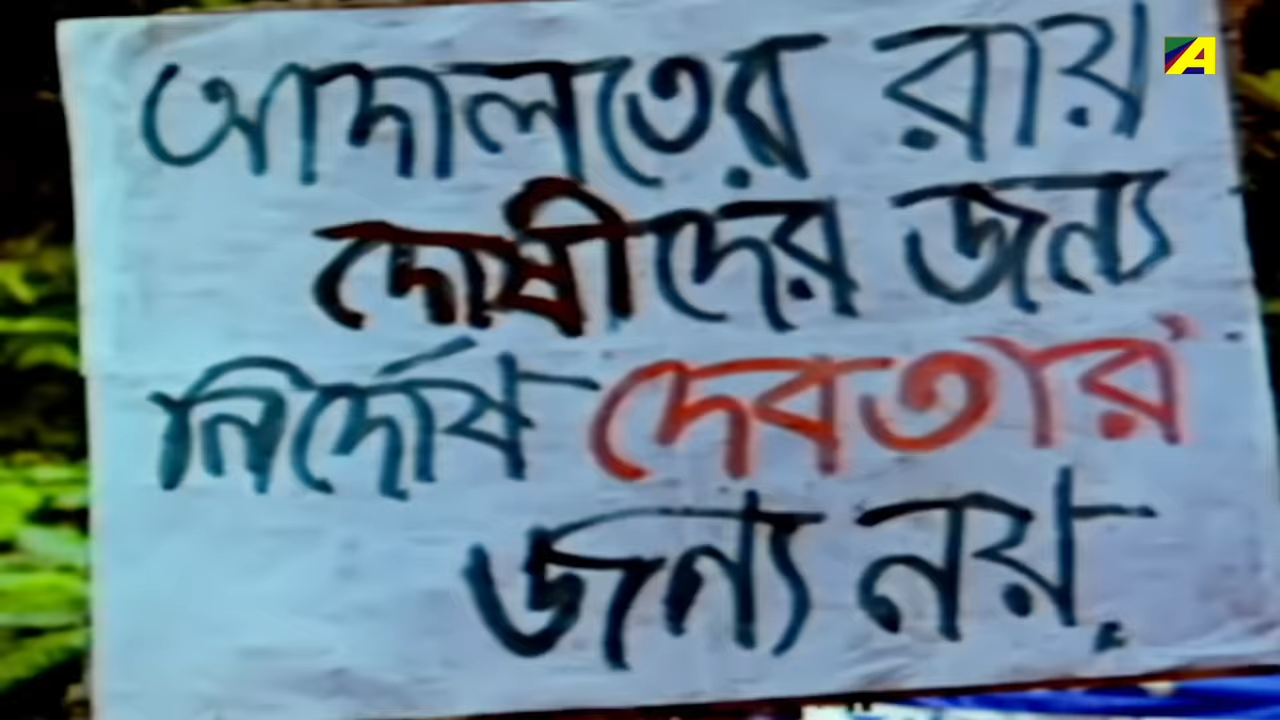 আদালতের রায়
দোষীদের জন্য
নির্দোষ দেবতার
জন্য নয়.